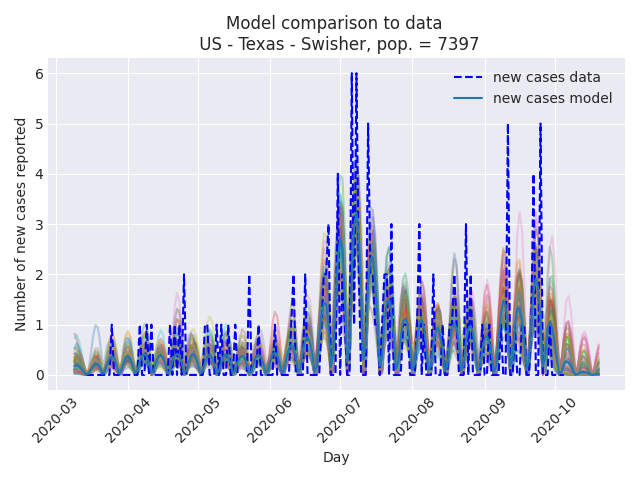 Model comparison to data
US - Texas - Swisher, pop. = 7397
new cases data
new cases model
Number of new cases reported
6
5
4
3
2
1
0
2020-03
2020-04
2020-05
2020-06
2020-07
2020-08
2020-09
2020-10
Day